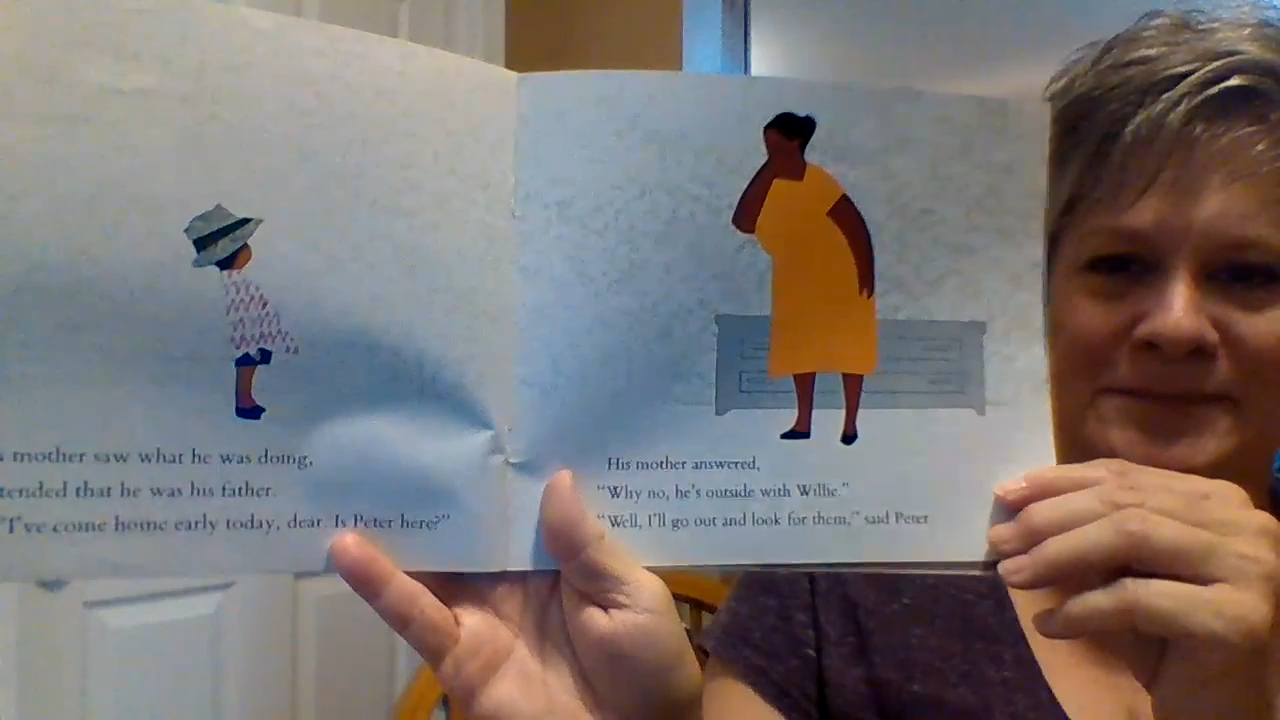 mother saw what he was doing,
tended that he was his father.
"I've come home early today, dear. Is Peter here?"
His mother answered,
"Why no, he's outside with Willie."
"Well, I'll go out and look for them," said Peter